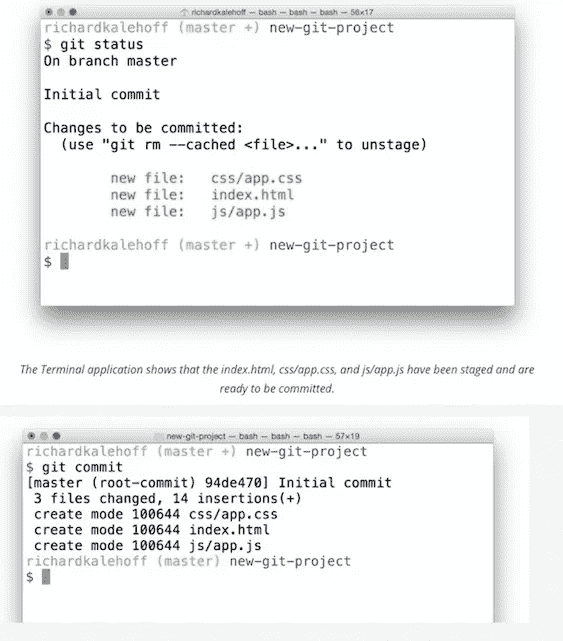 richardkalehoff — bash — bash — bash — 56×17
richardkalehoff (master +) new-git-project
$ git status
On branch master
Initial commit
Changes to be committed:
(use "git rm --cached <file>..." to unstage)
new file: css/app.css
new file: index.html
new file: js/app.js
richardkalehoff (master +) new-git-project
$
The Terminal application shows that the index.html, css/app.css, and js/app.js have been staged and are
ready to be committed.
new-git-project — bash — bash — bash — 57×19
richardkalehoff (master +) new-git-project
$ git commit
[master (root-commit) 94de470] Initial commit
3 files changed, 14 insertions(+)
create mode 100644 css/app.css
create mode 100644 index.html
create mode 100644 js/app.js
richardkalehoff (master) new-git-project
$